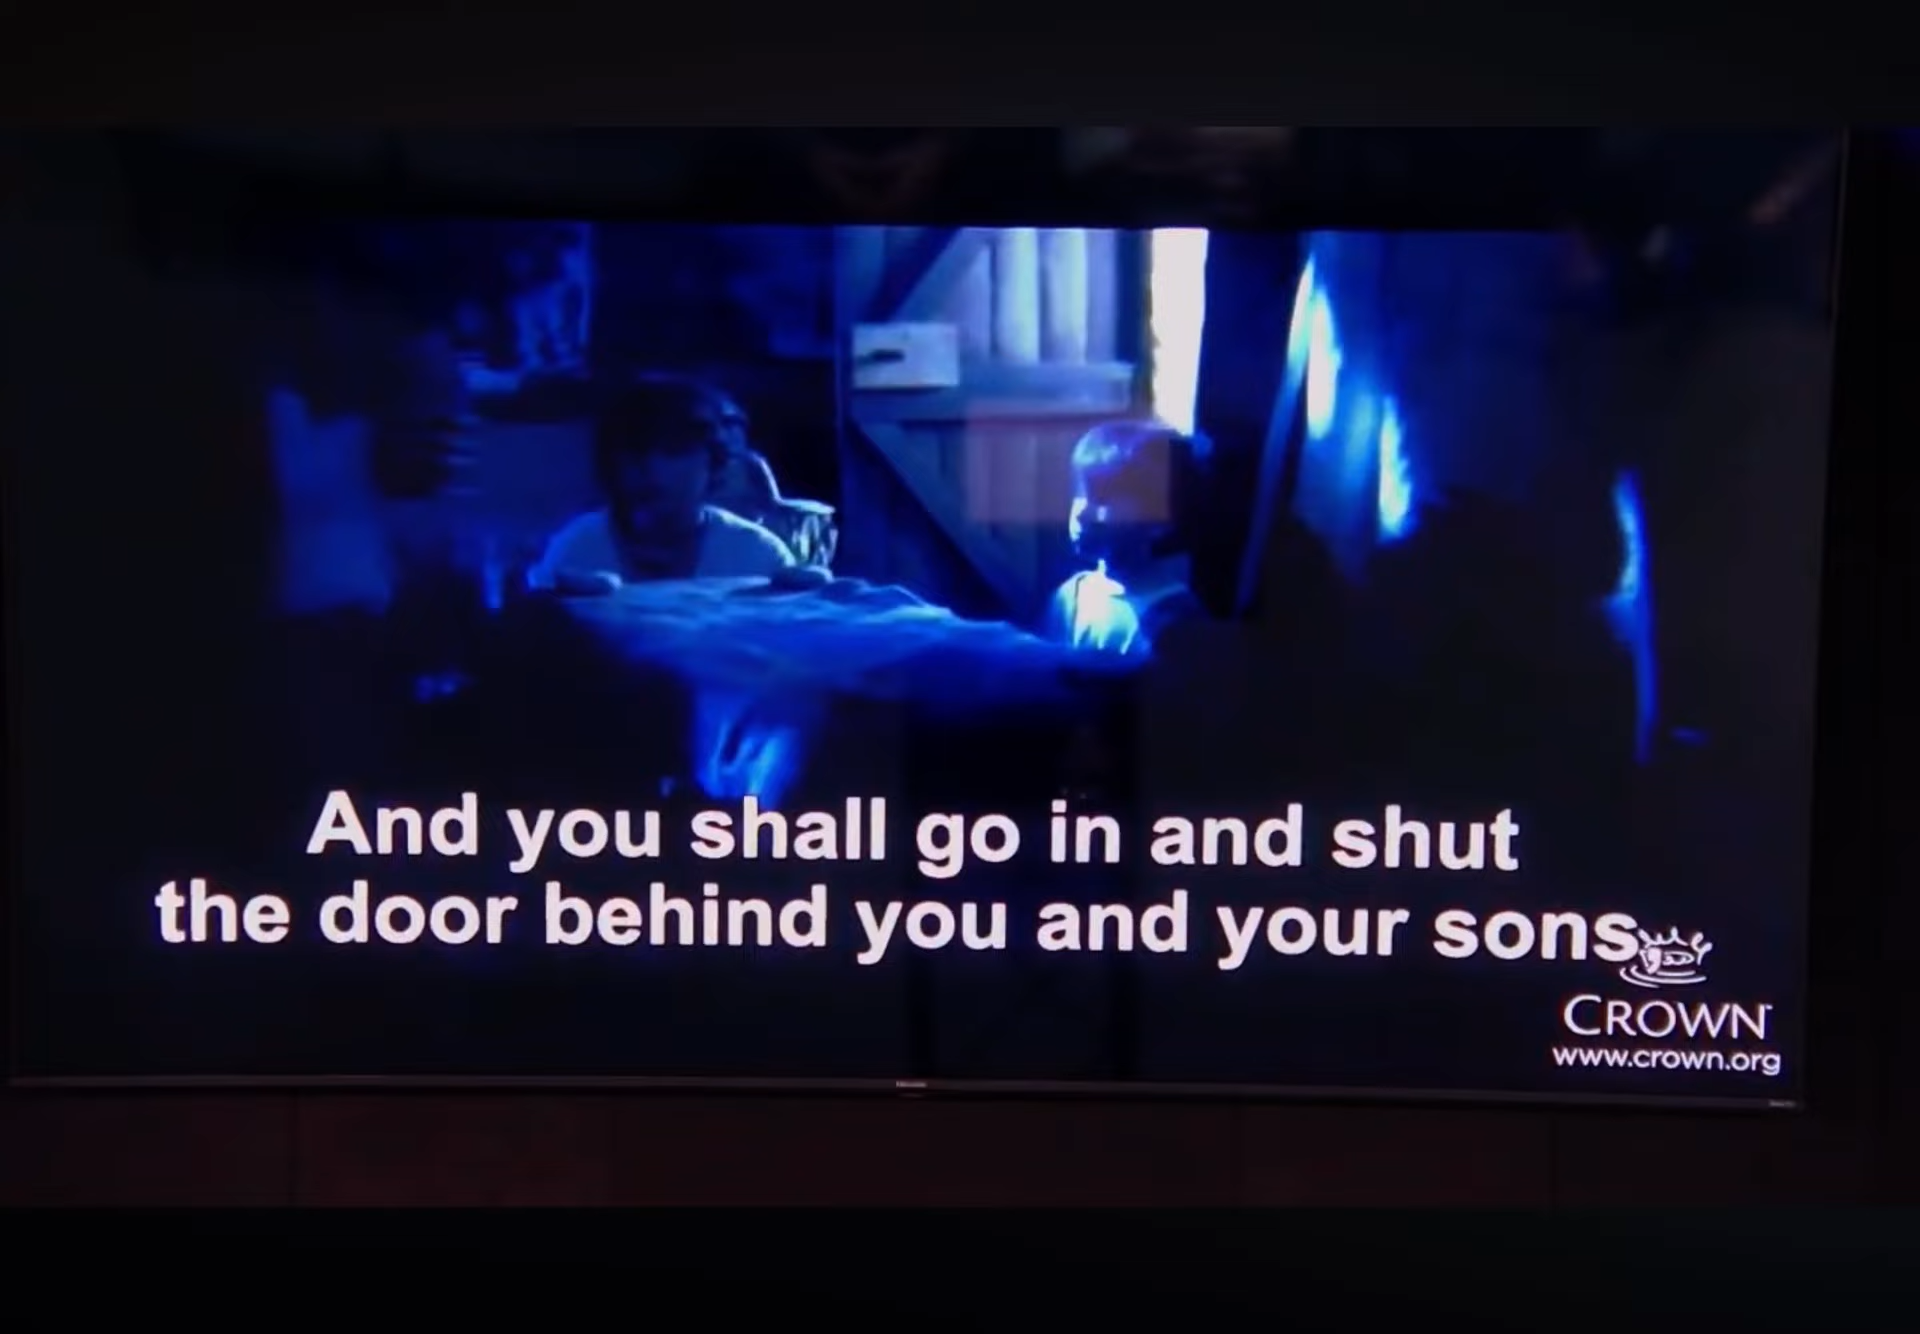 And you shall go in and shut
the door behind you and your sons
CROWN
www.crown.org